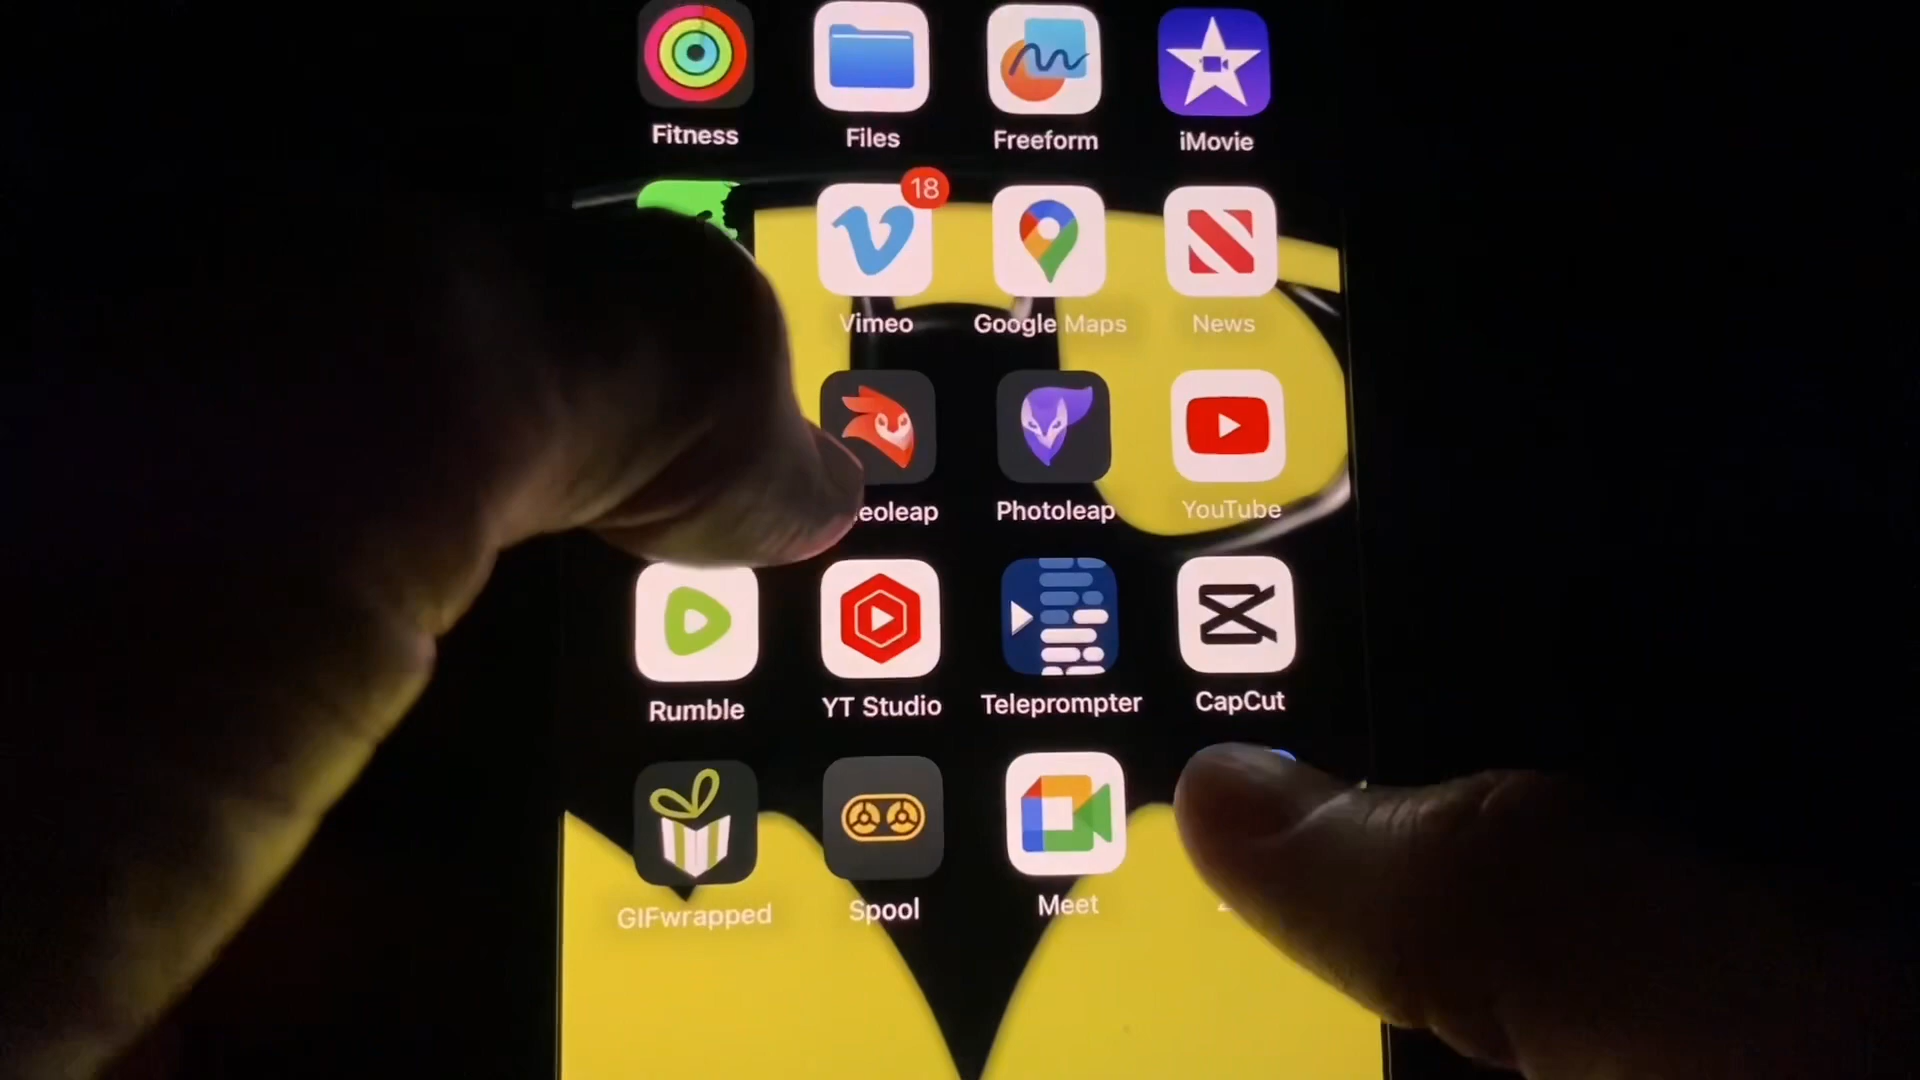 Fitness Files Freeform iMovie
18
Vimeo Google Maps News
eoleap Photoleap YouTube
Rumble YT Studio Teleprompter CapCut
GIFwrapped Spool Meet